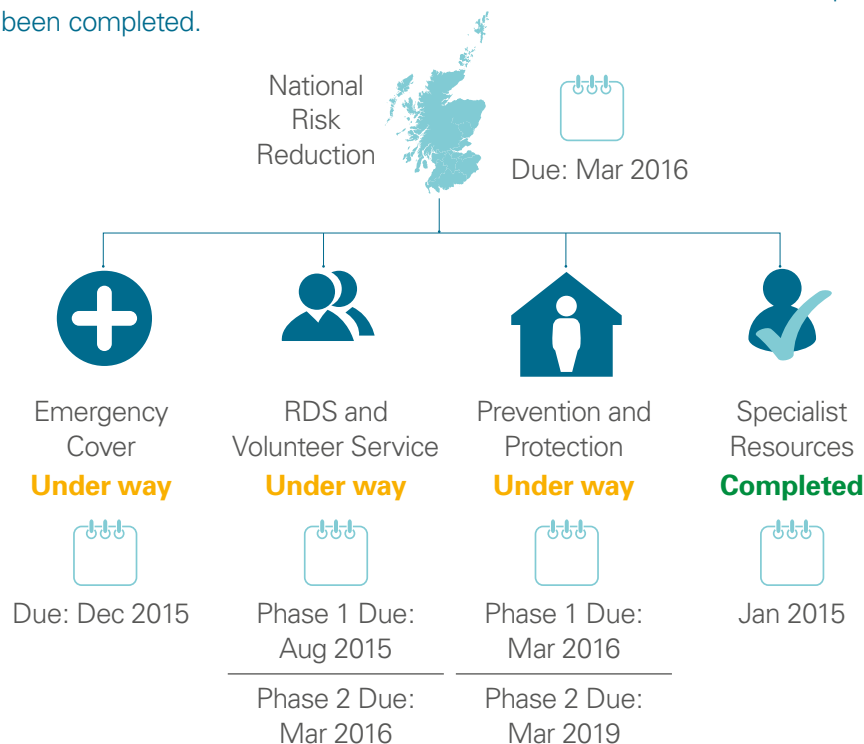 been completed.
National
Risk
Reduction
Due: Mar 2016
Emergency
Cover
Under way
Due: Dec 2015
RDS and
Volunteer Service
Under way
Phase 1 Due:
Aug 2015
Phase 2 Due:
Mar 2016
Prevention and
Protection
Under way
Phase 1 Due:
Mar 2016
Phase 2 Due:
Mar 2019
Specialist
Resources
Completed
Jan 2015